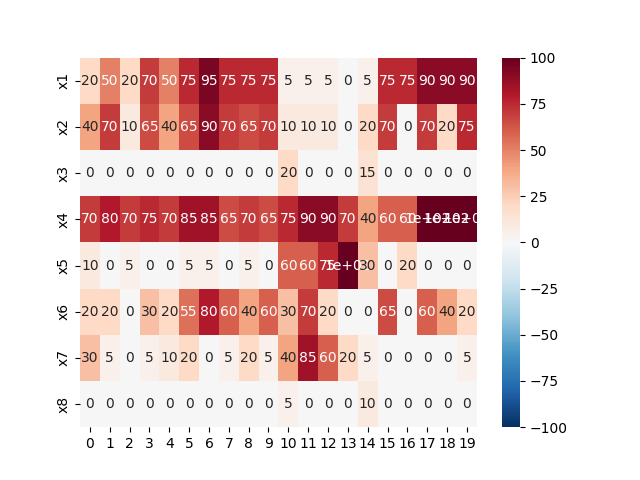 x1 20 50 20 70 50 75 95 75 75 75 5 5 5 0 5 75 75 90 90 90
x2 40 70 10 65 40 65 90 70 65 70 10 10 10 0 20 70 0 70 20 75
x3 0 0 0 0 0 0 0 0 0 0 20 0 0 0 15 0 0 0 0 0
x4 70 80 70 75 70 85 85 65 70 65 75 90 90 70 40 60 60
x5 10 0 5 0 0 5 5 0 5 0 60 60 75 30 0 20 0 0 0
x6 20 20 0 30 20 55 80 60 40 60 30 70 20 0 0 65 0 60 40 20
x7 30 5 0 5 10 20 0 5 20 5 40 85 60 20 5 0 0 0 0 5
x8 0 0 0 0 0 0 0 0 0 0 5 0 0 0 10 0 0 0 0 0
0 1 2 3 4 5 6 7 8 9 10 11 12 13 14 15 16 17 18 19
100
75
50
25
0
−25
−50
−75
−100